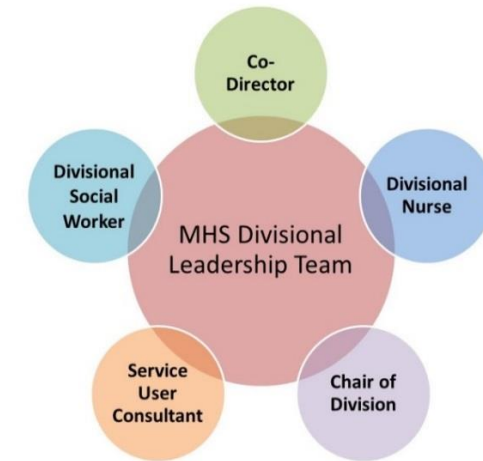 Co-
Director
Divisional
Social
Worker
Divisional
Nurse
MHS Divisional
Leadership Team
Service
User
Consultant
Chair of
Division